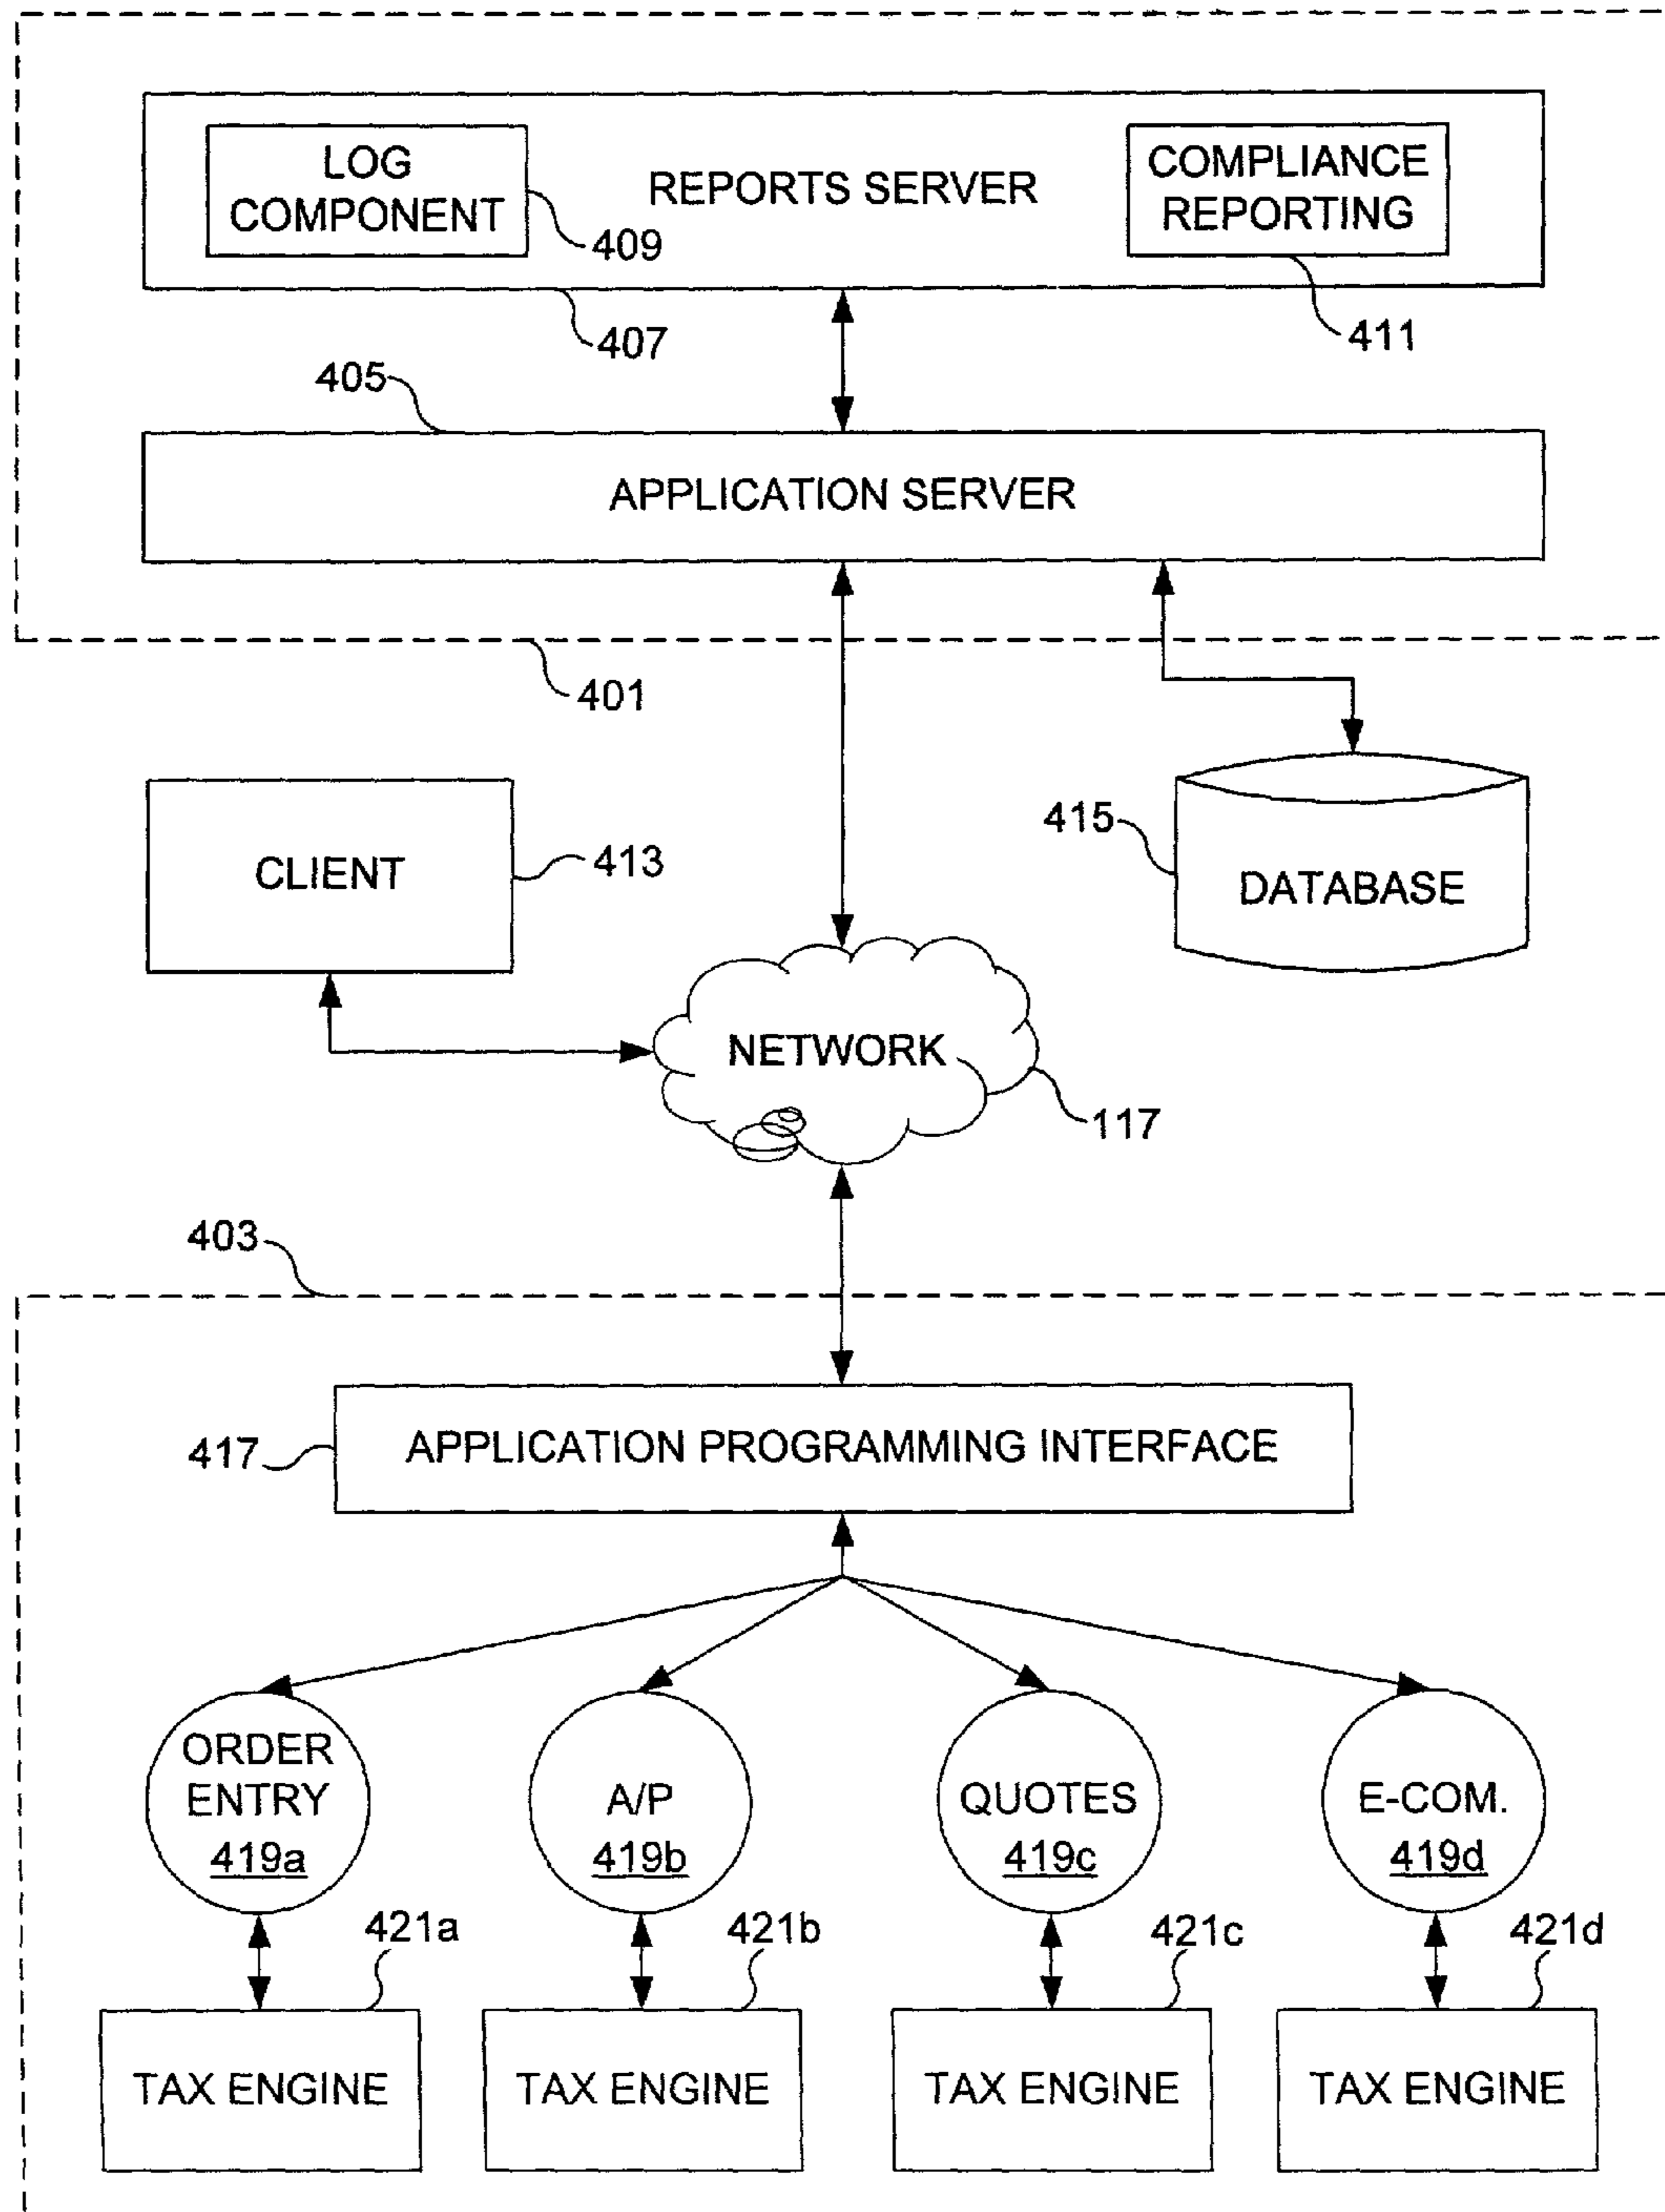 LOG
COMPONENT
409
REPORTS SERVER
COMPLIANCE
REPORTING
411
407
405
APPLICATION SERVER
401
CLIENT
413
415
DATABASE
NETWORK
117
403
417
APPLICATION PROGRAMMING INTERFACE
ORDER
ENTRY
419a
A/P
419b
QUOTES
419c
E-COM.
419d
421a
421b
421c
421d
TAX ENGINE
TAX ENGINE
TAX ENGINE
TAX ENGINE